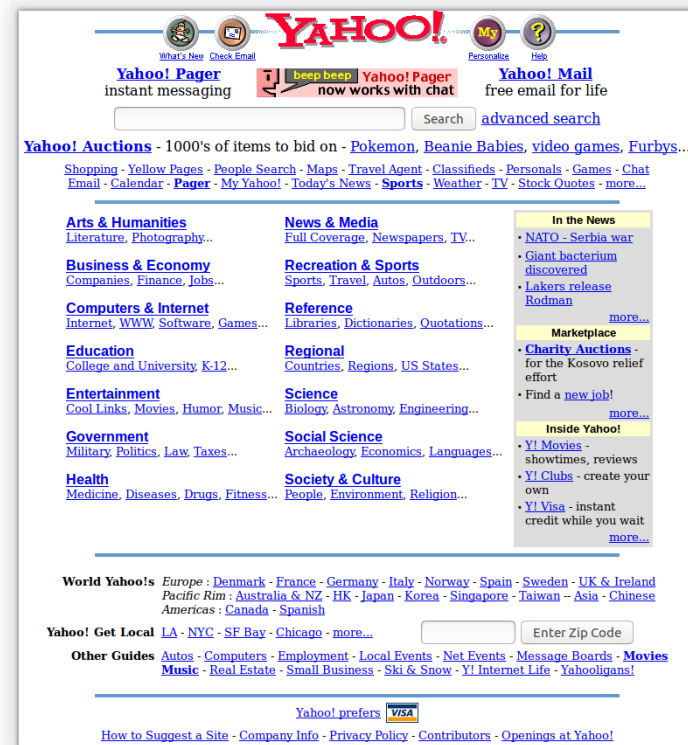 YAHOO!
What's New
Check Email
My
Personalize
?
Help
Yahoo! Pager
instant messaging
beep beep
Yahoo! Pager
now works with chat
Yahoo! Mail
free email for life
Search
advanced search
Yahoo! Auctions - 1000's of items to bid on - Pokemon, Beanie Babies, video games, Furbys...
Shopping - Yellow Pages - People Search - Maps - Travel Agent - Classifieds - Personals - Games - Chat
Email - Calendar - Pager - My Yahoo! - Today's News - Sports - Weather - TV - Stock Quotes - more...
Arts & Humanities
Literature, Photography...
Business & Economy
Companies, Finance, Jobs...
Computers & Internet
Internet, WWW, Software, Games...
Education
College and University, K-12...
Entertainment
Cool Links, Movies, Humor, Music...
Government
Military, Politics, Law, Taxes...
Health
Medicine, Diseases, Drugs, Fitness...
News & Media
Full Coverage, Newspapers, TV...
Recreation & Sports
Sports, Travel, Autos, Outdoors...
Reference
Libraries, Dictionaries, Quotations...
Regional
Countries, Regions, US States...
Science
Biology, Astronomy, Engineering...
Social Science
Archaeology, Economics, Languages...
Society & Culture
People, Environment, Religion...
In the News
• NATO - Serbia war
• Giant bacterium
discovered
• Lakers release
Rodman
more...
Marketplace
• Charity Auctions -
for the Kosovo relief
effort
• Find a new job!
more...
Inside Yahoo!
• Y! Movies -
showtimes, reviews
• Y! Clubs - create your
own
• Y! Visa - instant
credit while you wait
more...
World Yahoo!s Europe : Denmark - France - Germany - Italy - Norway - Spain - Sweden - UK & Ireland
Pacific Rim : Australia & NZ - HK - Japan - Korea - Singapore - Taiwan -- Asia - Chinese
Americas : Canada - Spanish
Yahoo! Get Local LA - NYC - SF Bay - Chicago - more...
Enter Zip Code
Other Guides Autos - Computers - Employment - Local Events - Net Events - Message Boards - Movies
Music - Real Estate - Small Business - Ski & Snow - Y! Internet Life - Yahooligans!
Yahoo! prefers VISA
How to Suggest a Site - Company Info - Privacy Policy - Contributors - Openings at Yahoo!